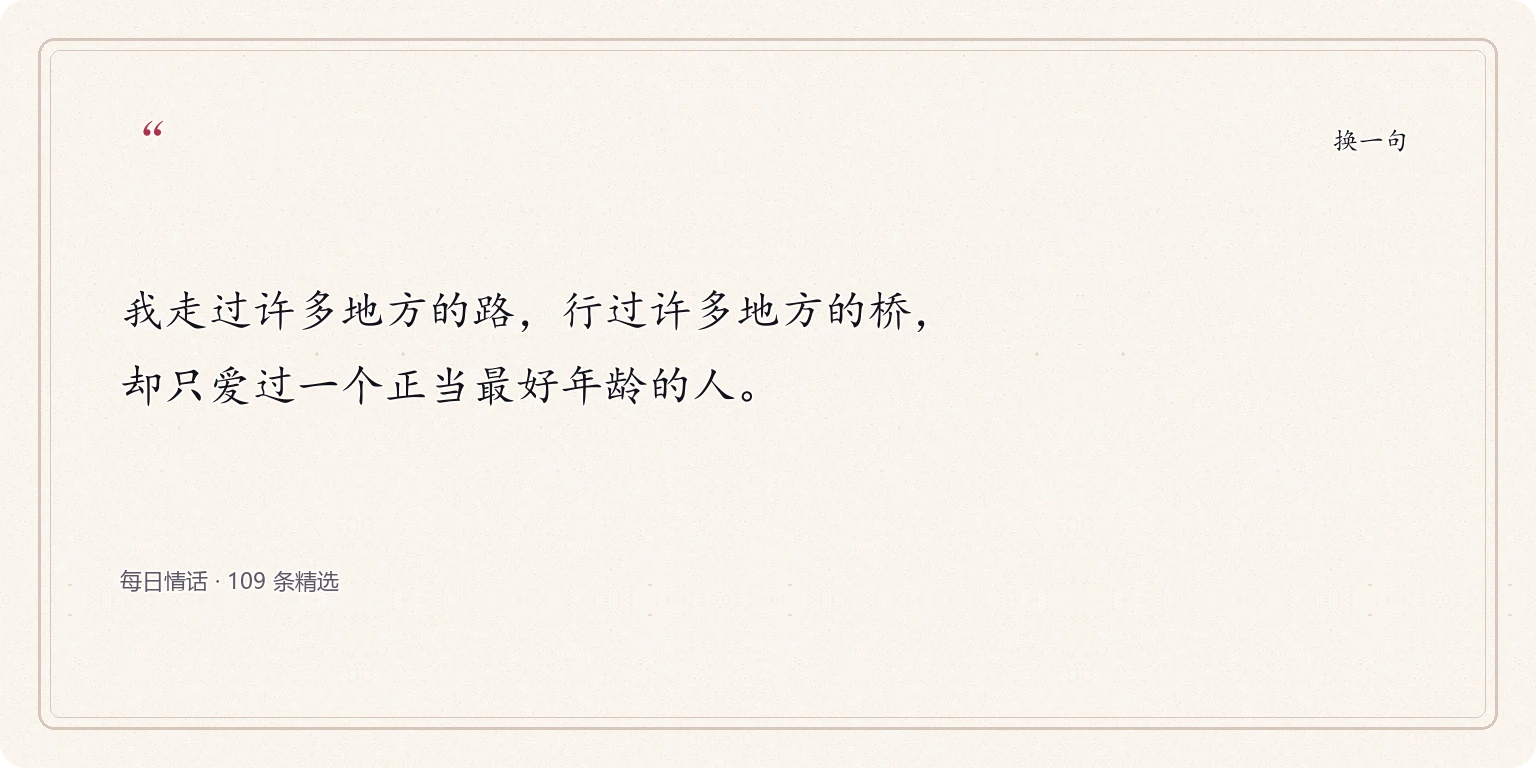 “
换一句
我走过许多地方的路，行过许多地方的桥，
却只爱过一个正当最好年龄的人。
每日情话 · 109 条精选